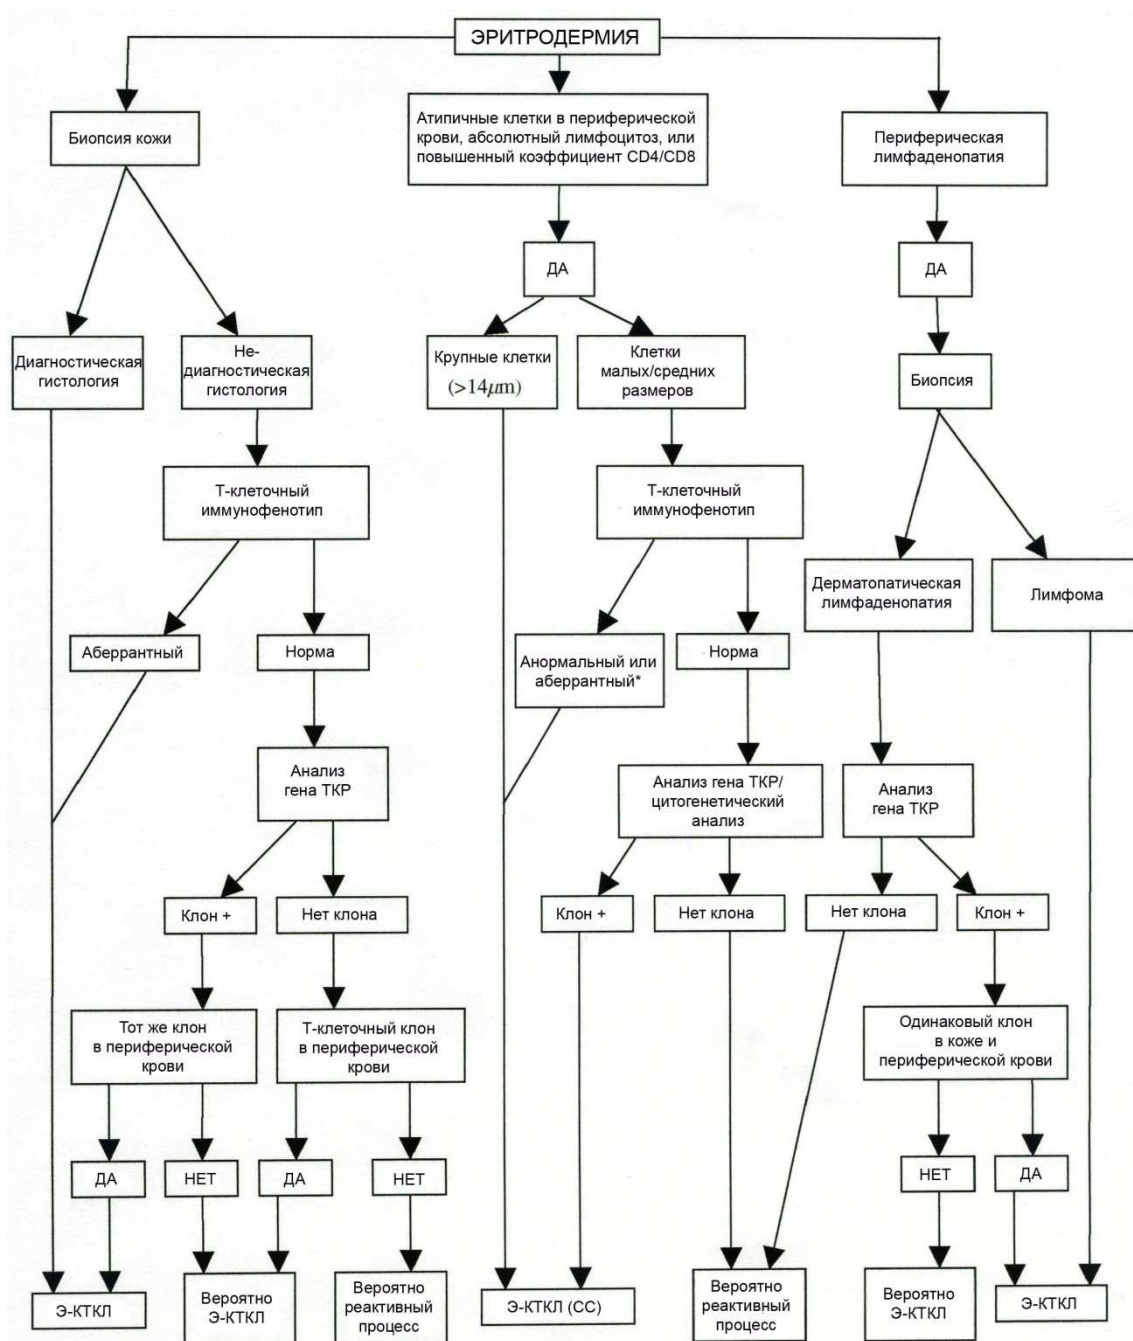 ЭРИТРОДЕРМИЯ
Биопсия кожи
Атипичные клетки в периферической
крови, абсолютный лимфоцитоз, или
повышенный коэффициент CD4/CD8
Периферическая
лимфаденопатия
ДА
ДА
Диагностическая
гистология
Не-
диагностическая
гистология
Крупные клетки
(>14μm)
Клетки
малых/средних
размеров
Биопсия
Т-клеточный
иммунофенотип
Т-клеточный
иммунофенотип
Дерматопатическая
лимфаденопатия
Лимфома
Аберрантный
Норма
Анормальный или
аберрантный*
Норма
Анализ
гена ТКР
Анализ гена ТКР/
цитогенетический
анализ
Анализ
гена ТКР
Клон +
Нет клона
Клон +
Нет клона
Нет клона
Клон +
Тот же клон
в периферической
крови
Т-клеточный клон
в периферической
крови
Одинаковый клон
в коже и
периферической крови
ДА
НЕТ
ДА
НЕТ
НЕТ
ДА
Э-КТКЛ
Вероятно
Э-КТКЛ
Вероятно
реактивный
процесс
Э-КТКЛ (СС)
Вероятно
реактивный
процесс
Вероятно
Э-КТКЛ
Э-КТКЛ